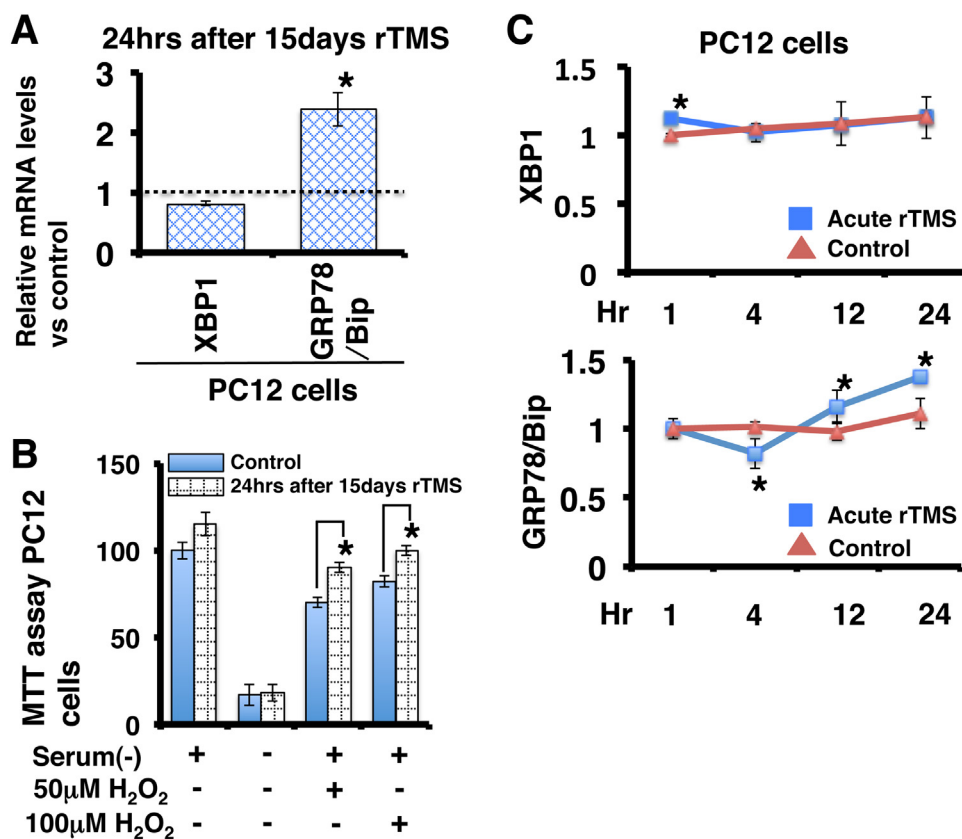 A
24hrs after 15days rTMS
Relative mRNA levels
vs control
3
2
1
0
*
XBP1
GRP78
/Bip
PC12 cells
B
MTT assay PC12
cells
150
100
50
0
Control
24hrs after 15days rTMS
* *
Serum(-) + - + +
50μM H₂O₂ - - + -
100μM H₂O₂ - - - +
C
PC12 cells
XBP1
1.5
1
0.5
0
*
Acute rTMS
Control
Hr 1 4 12 24
GRP78/Bip
1.5
1
0.5
0
* * *
Acute rTMS
Control
Hr 1 4 12 24